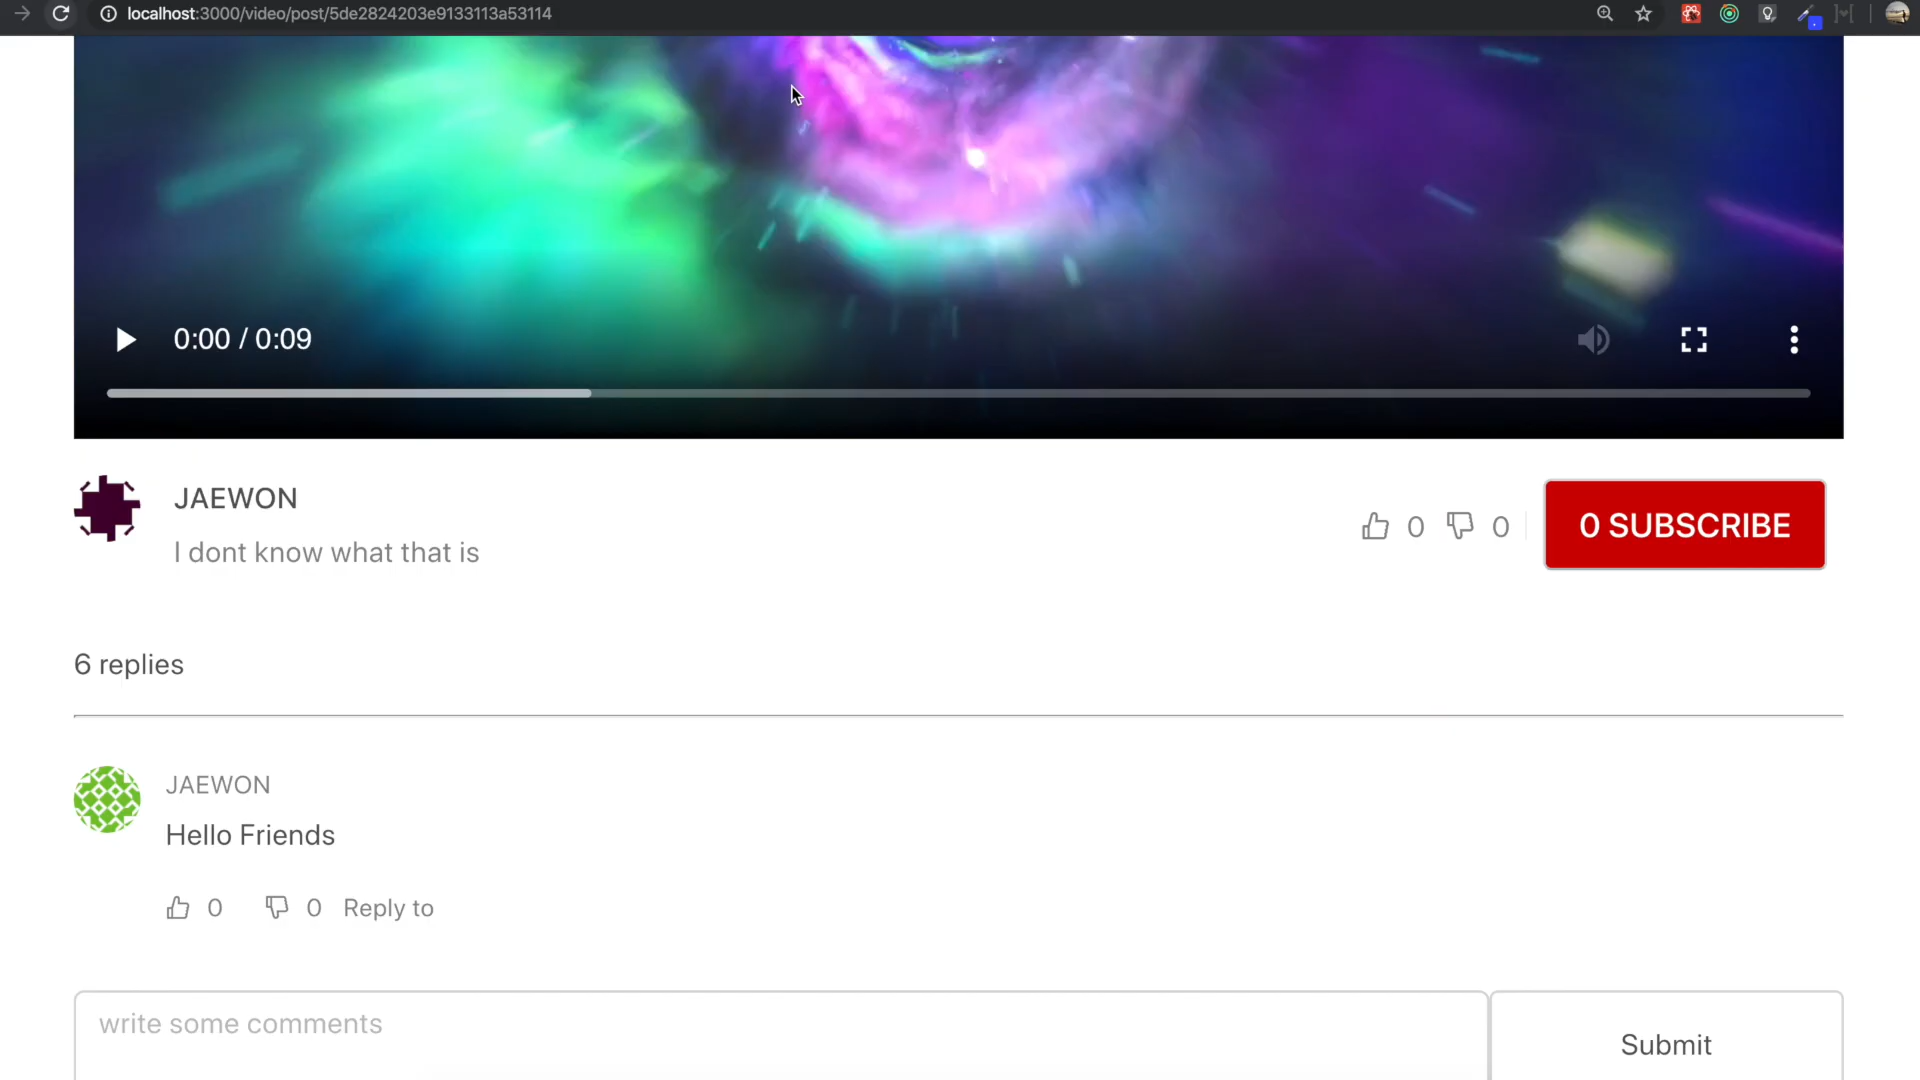 localhost:3000/video/post/5de2824203e9133113a53114
0:00 / 0:09
JAEWON
I dont know what that is
0 0
0 SUBSCRIBE
6 replies
JAEWON
Hello Friends
0 0 Reply to
write some comments
Submit